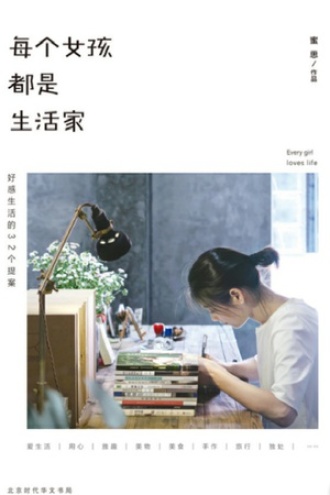 每个女孩
都是
生活家
蜜思/作品
Every girl
loves life
好感生活的32个提案
爱生活 | 用心 | 雅趣 | 美物 | 美食 | 手作 | 旅行 | 独处 | ……
北京时代华文书局